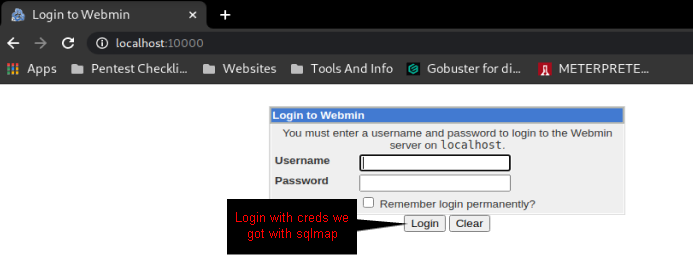 Login to Webmin
localhost:10000
Apps Pentest Checkli... Websites Tools And Info Gobuster for di... METERPRETE...
Login to Webmin
You must enter a username and password to login to the Webmin
server on localhost.
Username
Password
Remember login permanently?
Login Clear
Login with creds we
got with sqlmap